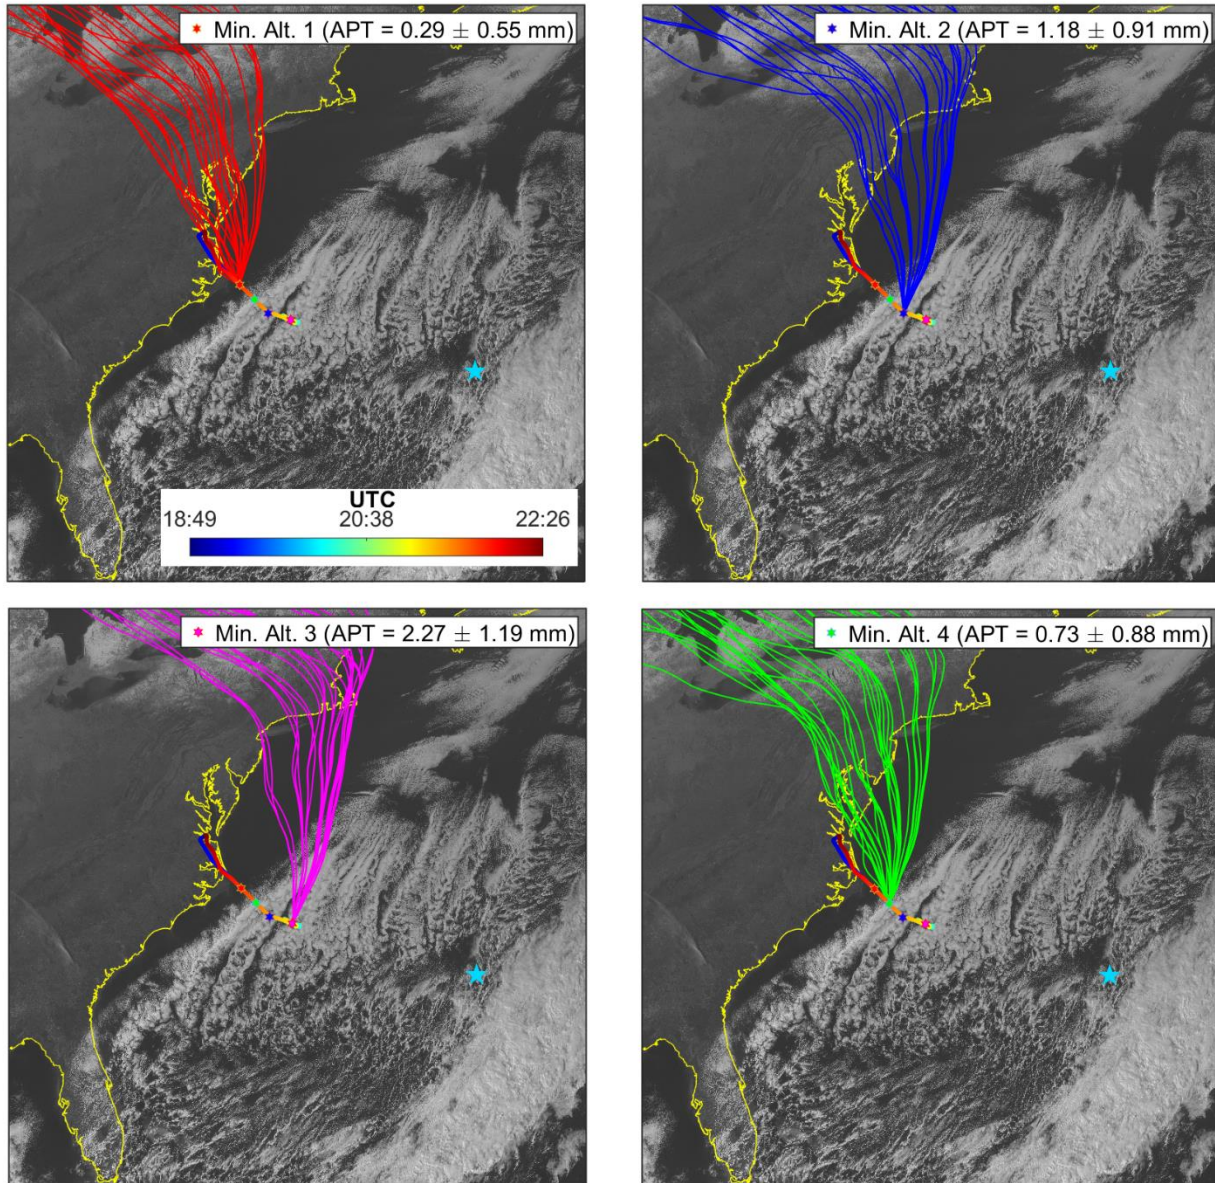 Min. Alt. 1 (APT = 0.29 ± 0.55 mm)
Min. Alt. 2 (APT = 1.18 ± 0.91 mm)
UTC
18:49 20:38 22:26
Min. Alt. 3 (APT = 2.27 ± 1.19 mm)
Min. Alt. 4 (APT = 0.73 ± 0.88 mm)